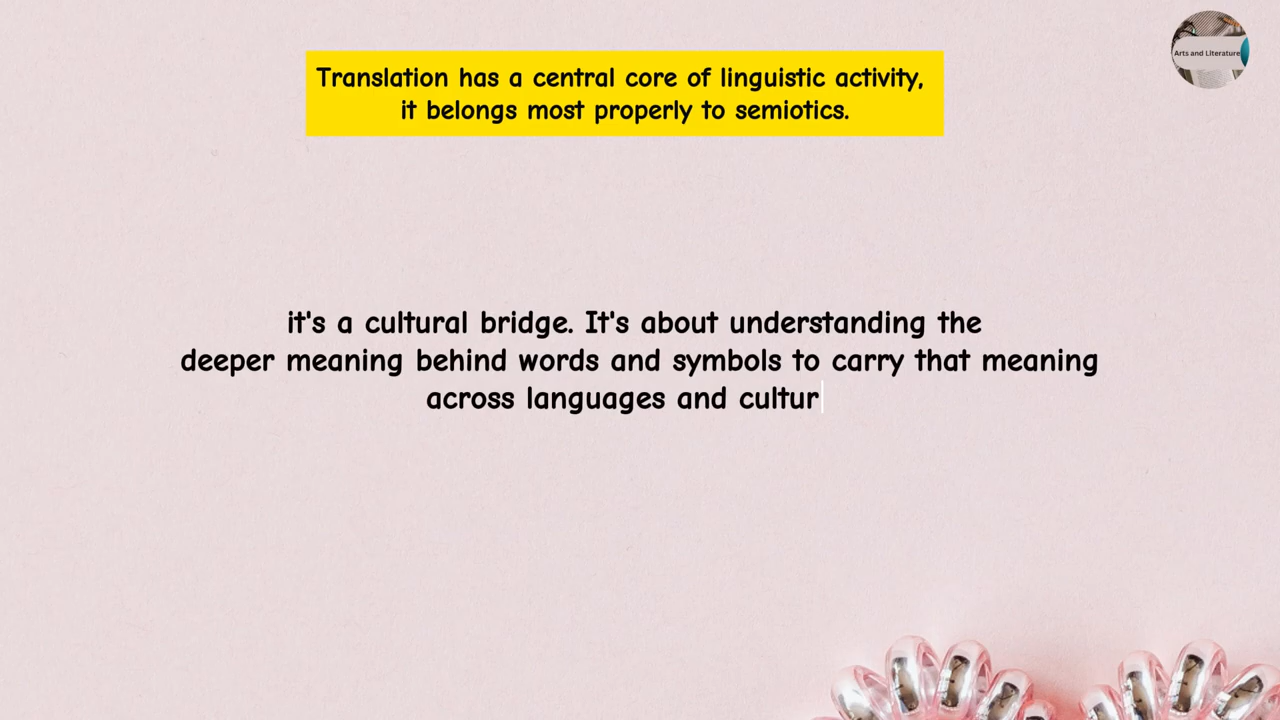 Arts and Literature
Translation has a central core of linguistic activity,
it belongs most properly to semiotics.
it's a cultural bridge. It's about understanding the
deeper meaning behind words and symbols to carry that meaning
across languages and cultur